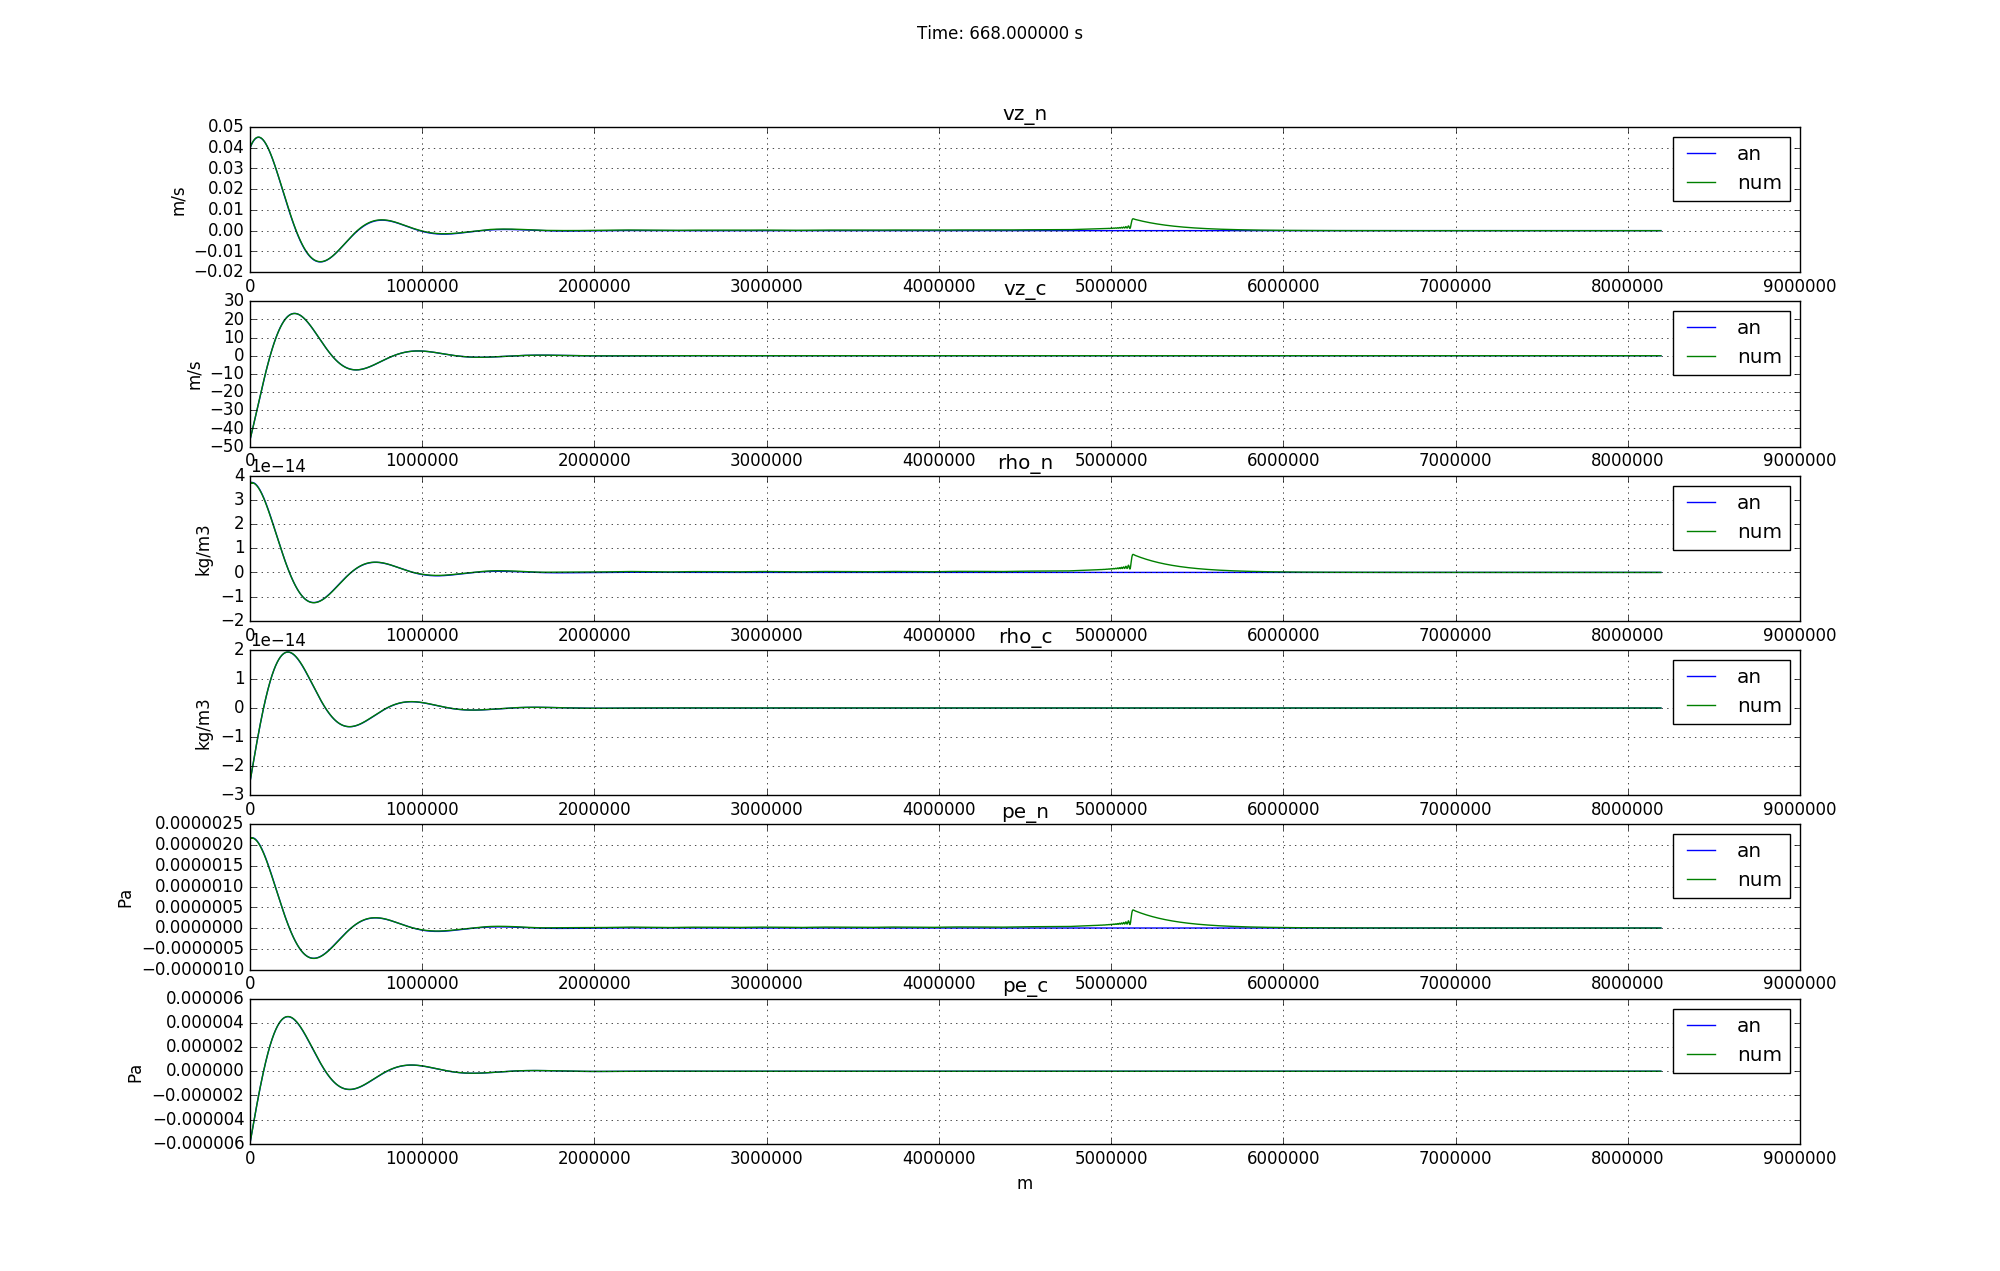 Time: 668.000000 s
vz_n
0.05
0.04
0.03
0.02
0.01
0.00
−0.01
−0.02
m/s
an
num
0 1000000 2000000 3000000 4000000 5000000 6000000 7000000 8000000 9000000
vz_c
30
20
10
0
−10
−20
−30
−40
−50
m/s
an
num
0 1000000 2000000 3000000 4000000 5000000 6000000 7000000 8000000 9000000
1e−14
rho_n
4
3
2
1
0
−1
−2
kg/m3
an
num
0 1000000 2000000 3000000 4000000 5000000 6000000 7000000 8000000 9000000
1e−14
rho_c
2
1
0
−1
−2
−3
kg/m3
an
num
0 1000000 2000000 3000000 4000000 5000000 6000000 7000000 8000000 9000000
pe_n
0.0000025
0.0000020
0.0000015
0.0000010
0.0000005
0.0000000
−0.0000005
−0.0000010
Pa
an
num
0 1000000 2000000 3000000 4000000 5000000 6000000 7000000 8000000 9000000
pe_c
0.000006
0.000004
0.000002
0.000000
−0.000002
−0.000004
−0.000006
Pa
an
num
0 1000000 2000000 3000000 4000000 5000000 6000000 7000000 8000000 9000000
m